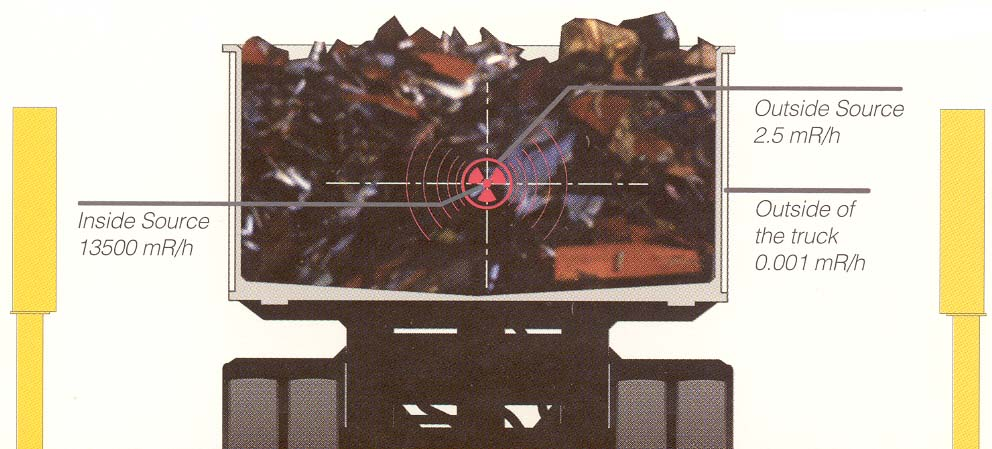 Outside Source
2.5 mR/h
Inside Source
13500 mR/h
Outside of
the truck
0.001 mR/h